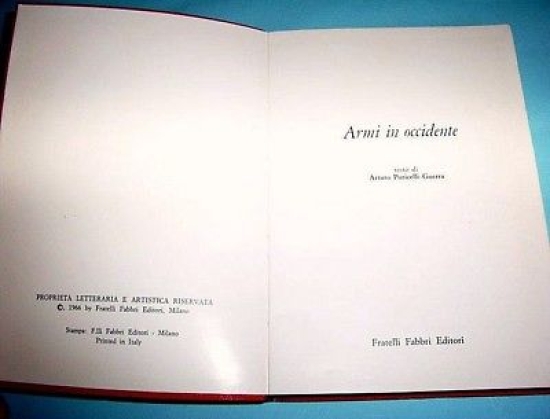 PROPRIETÀ LETTERARIA E ARTISTICA RISERVATA
©, 1966 by Fratelli Fabbri Editori, Milano
Stampa: F.lli Fabbri Editori - Milano
Printed in Italy
Armi in occidente
testo di
Arturo Puricelli Guerra
Fratelli Fabbri Editori